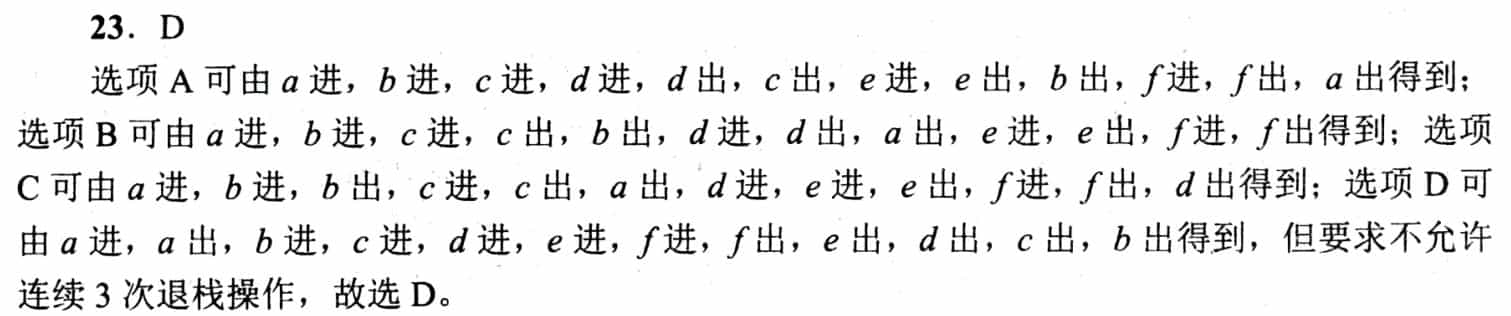 23. D
选项 A 可由 a 进，b 进，c 进，d 进，d 出，c 出，e 进，e 出，b 出，f 进，f 出，a 出得到；
选项 B 可由 a 进，b 进，c 进，c 出，b 出，d 进，d 出，a 出，e 进，e 出，f 进，f 出得到；选项
C 可由 a 进，b 进，b 出，c 进，c 出，a 出，d 进，e 进，e 出，f 进，f 出，d 出得到；选项 D 可
由 a 进，a 出，b 进，c 进，d 进，e 进，f 进，f 出，e 出，d 出，c 出，b 出得到，但要求不允许
连续 3 次退栈操作，故选 D。